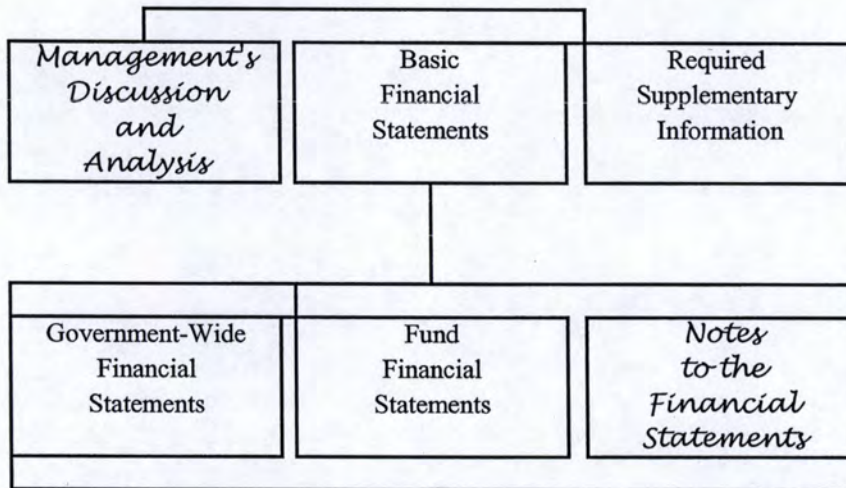 Management's
Discussion
and
Analysis
Basic
Financial
Statements
Required
Supplementary
Information
Government-Wide
Financial
Statements
Fund
Financial
Statements
Notes
to the
Financial
Statements